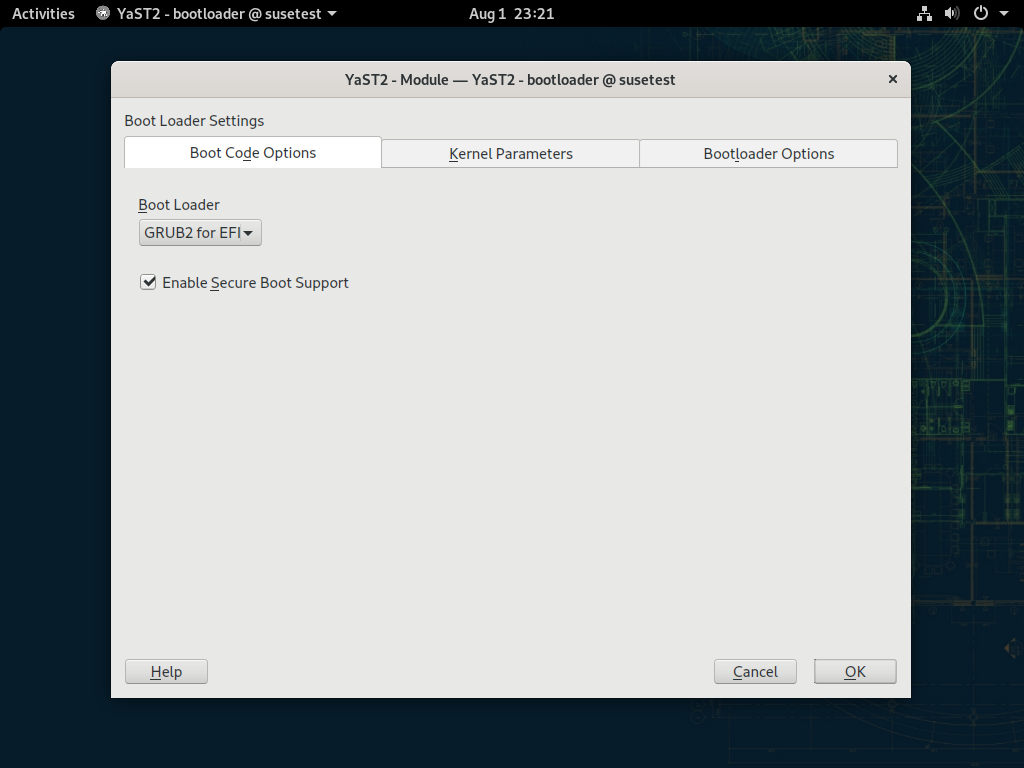 Activities YaST2 - bootloader @ susetest Aug 1 23:21
YaST2 - Module — YaST2 - bootloader @ susetest
Boot Loader Settings
Boot Code Options Kernel Parameters Bootloader Options
Boot Loader
GRUB2 for EFI
Enable Secure Boot Support
Help Cancel OK